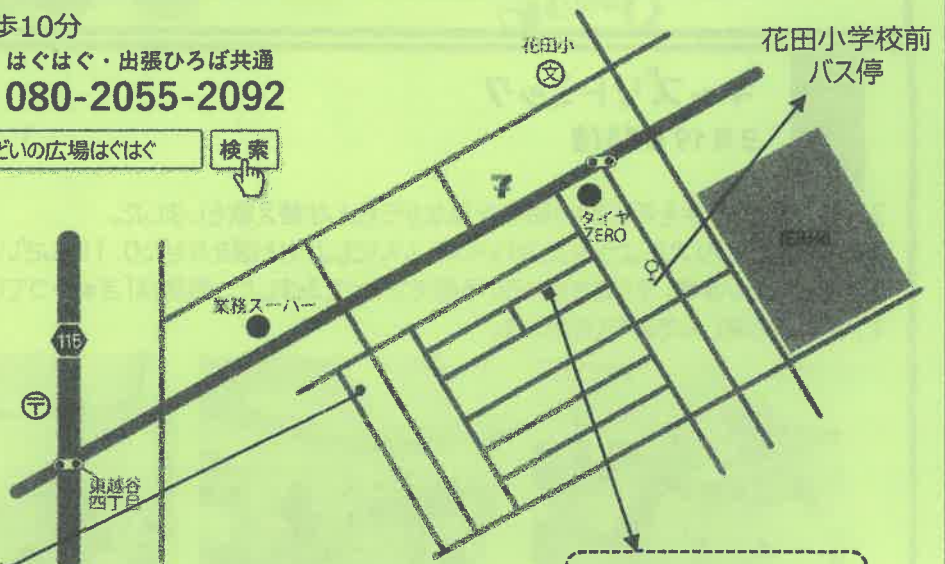 歩10分
はぐはぐ・出張ひろば共通
080-2055-2092
どいの広場はぐはぐ
検索
花田小
文
花田小学校前
バス停
7
タイヤ
ZERO
業務スーパー
115
〒
東越谷
四丁目